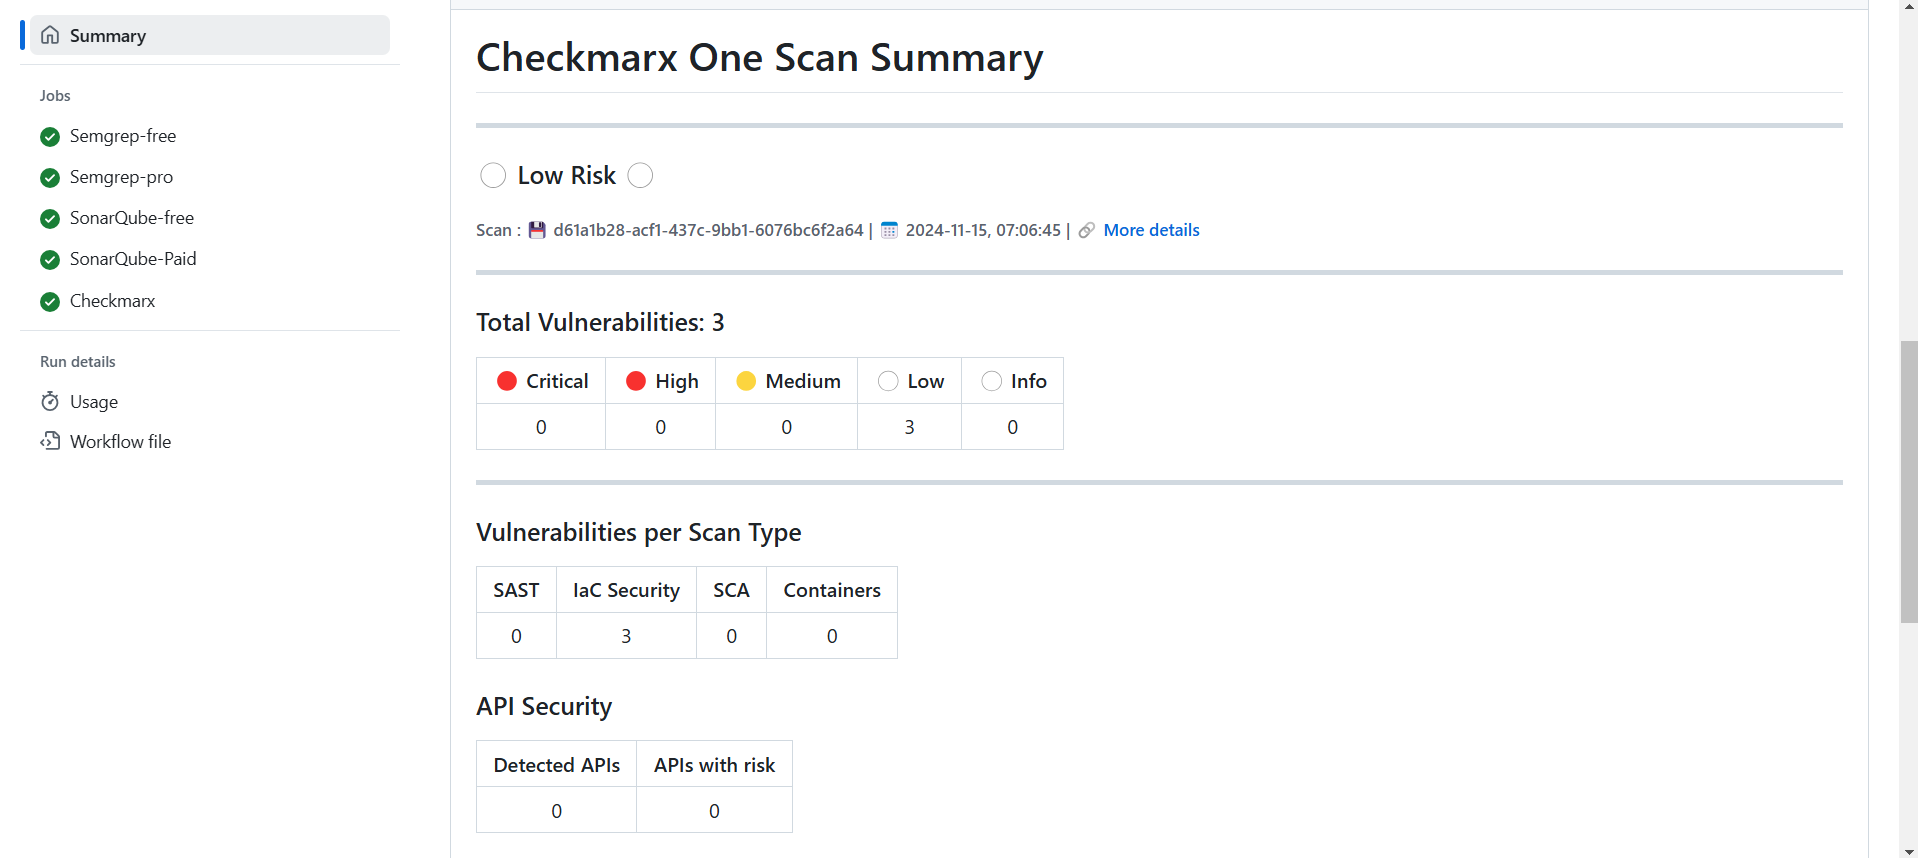 Summary
Jobs
Semgrep-free
Semgrep-pro
SonarQube-free
SonarQube-Paid
Checkmarx
Run details
Usage
Workflow file
Checkmarx One Scan Summary
Low Risk
Scan : d61a1b28-acf1-437c-9bb1-6076bc6f2a64 | 2024-11-15, 07:06:45 | More details
Total Vulnerabilities: 3
Critical High Medium Low Info
0 0 0 3 0
Vulnerabilities per Scan Type
SAST IaC Security SCA Containers
0 3 0 0
API Security
Detected APIs APIs with risk
0 0